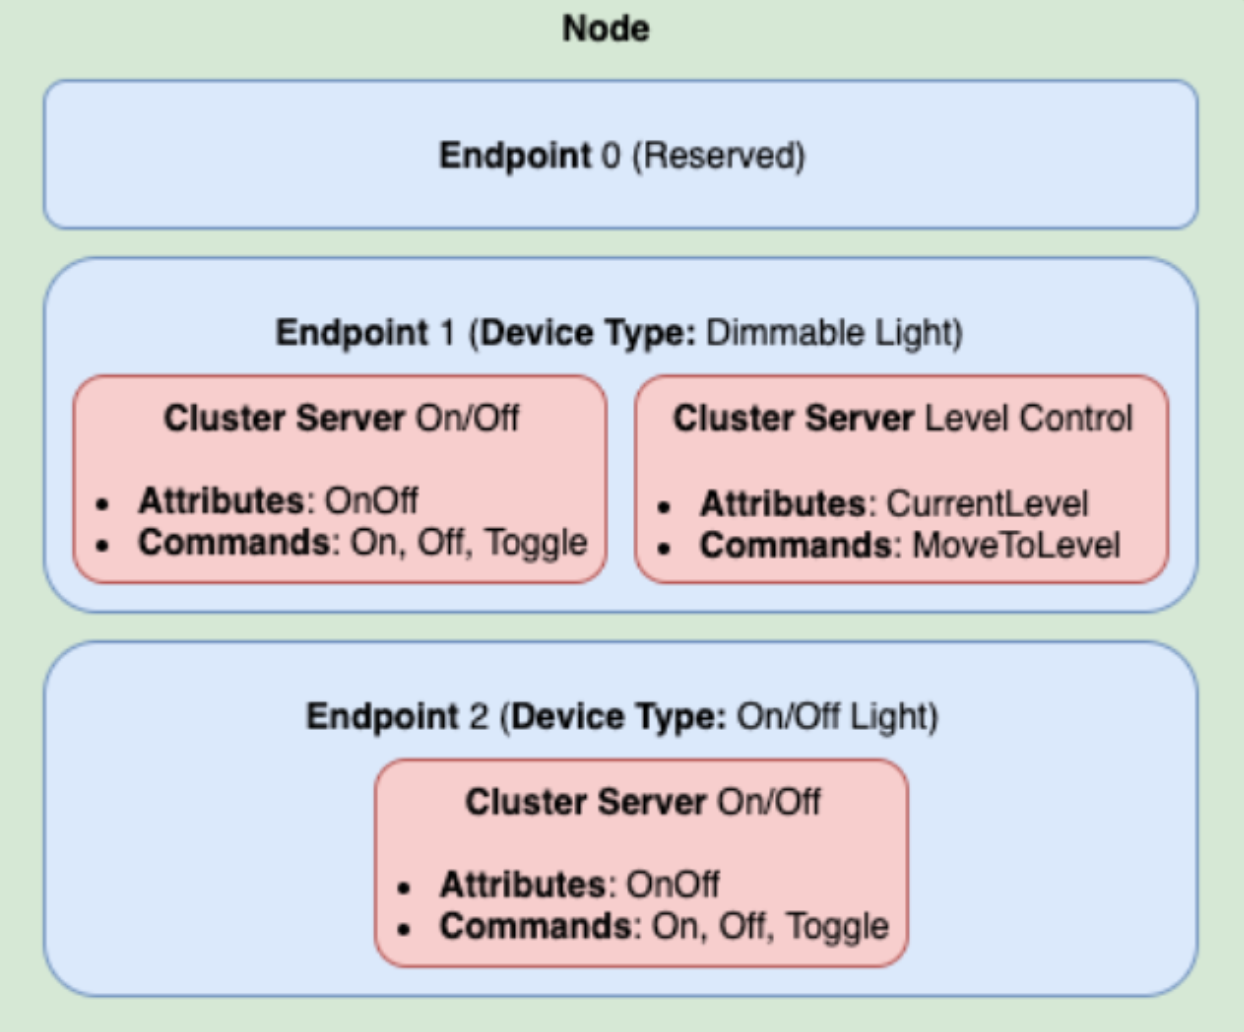 Node
Endpoint 0 (Reserved)
Endpoint 1 (Device Type: Dimmable Light)
Cluster Server On/Off
• Attributes: OnOff
• Commands: On, Off, Toggle
Cluster Server Level Control
• Attributes: CurrentLevel
• Commands: MoveToLevel
Endpoint 2 (Device Type: On/Off Light)
Cluster Server On/Off
• Attributes: OnOff
• Commands: On, Off, Toggle